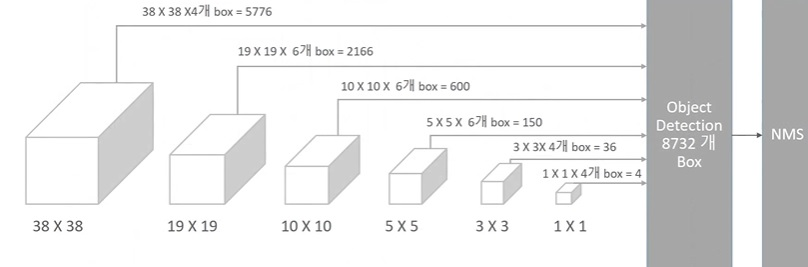 38 X 38 X4개 box = 5776
19 X 19 X 6개 box = 2166
10 X 10 X 6개 box = 600
5 X 5 X 6개 box = 150
3 X 3X 4개 box = 36
1 X 1 X 4개 box = 4
38 X 38
19 X 19
10 X 10
5 X 5
3 X 3
1 X 1
Object
Detection
8732 개
Box
NMS